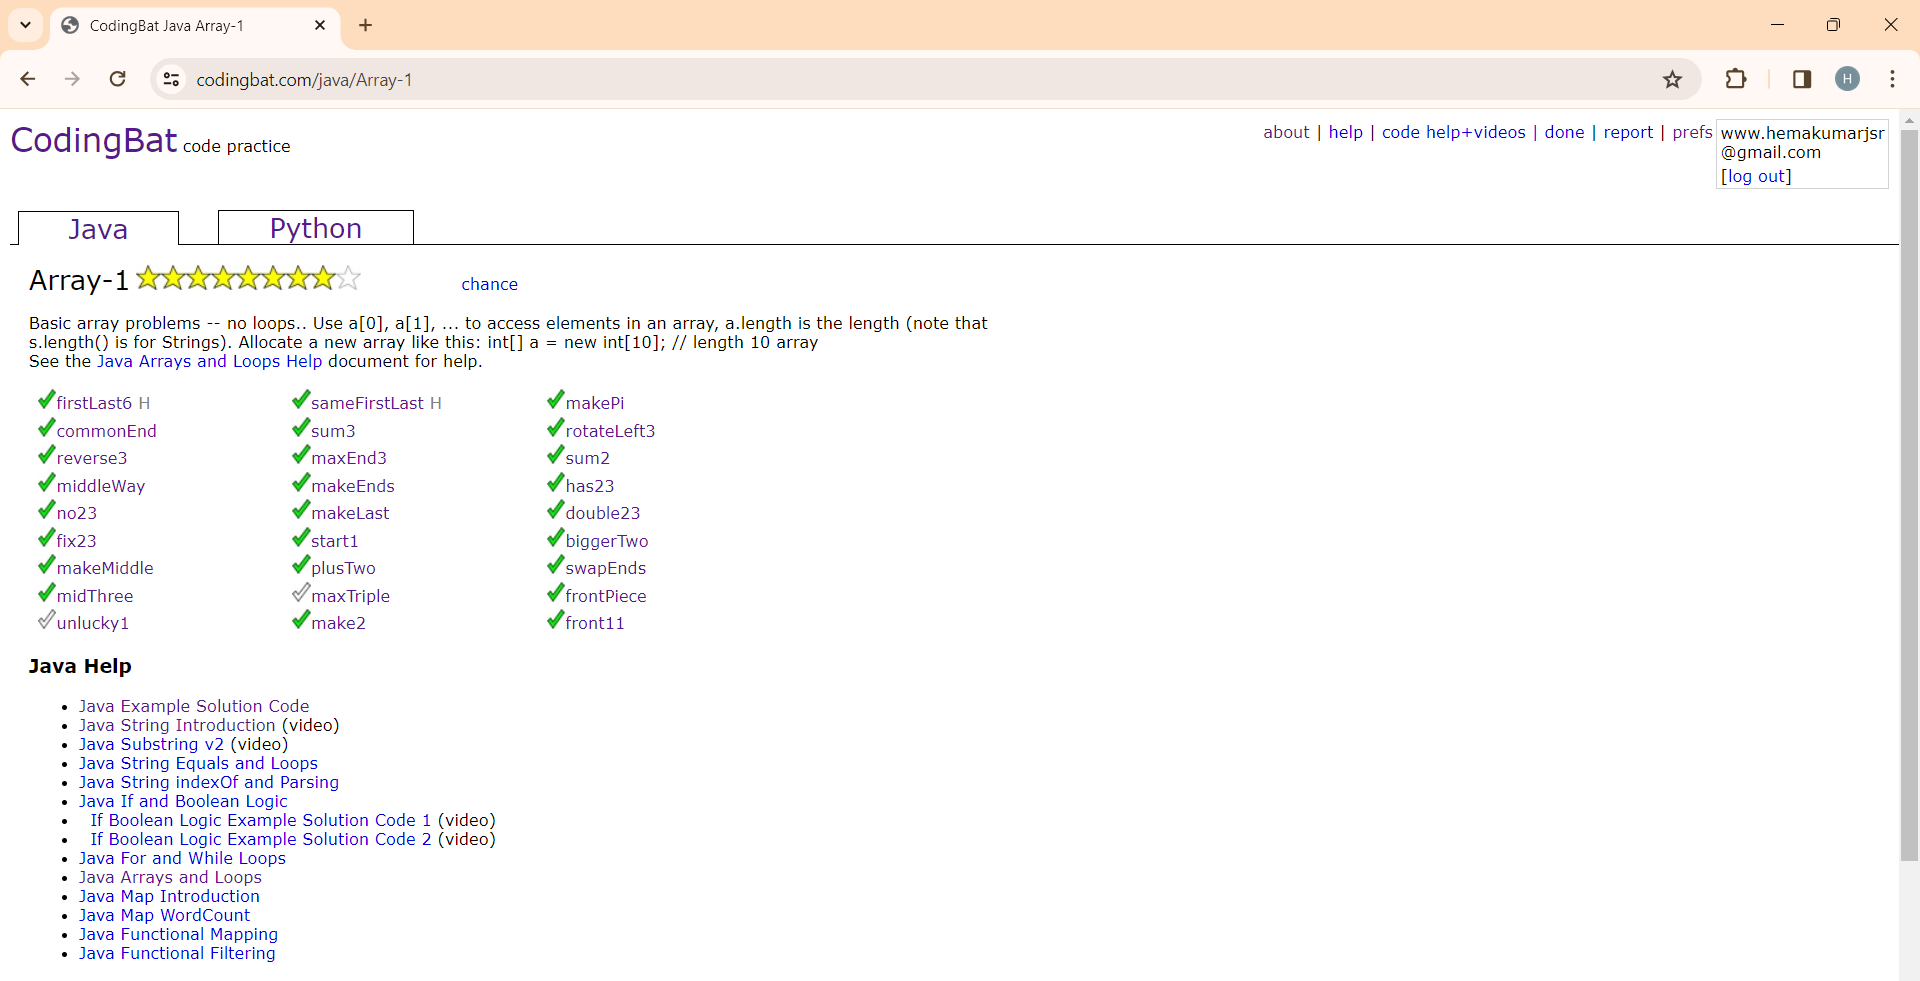 CodingBat Java Array-1
codingbat.com/java/Array-1
H
CodingBat code practice
about | help | code help+videos | done | report | prefs
www.hemakumarjsr
@gmail.com
[log out]
Java
Python
Array-1
chance
Basic array problems -- no loops.. Use a[0], a[1], ... to access elements in an array, a.length is the length (note that
s.length() is for Strings). Allocate a new array like this: int[] a = new int[10]; // length 10 array
See the Java Arrays and Loops Help document for help.
firstLast6 H sameFirstLast H makePi
commonEnd sum3 rotateLeft3
reverse3 maxEnd3 sum2
middleWay makeEnds has23
no23 makeLast double23
fix23 start1 biggerTwo
makeMiddle plusTwo swapEnds
midThree maxTriple frontPiece
unlucky1 make2 front11
Java Help
• Java Example Solution Code
• Java String Introduction (video)
• Java Substring v2 (video)
• Java String Equals and Loops
• Java String indexOf and Parsing
• Java If and Boolean Logic
• If Boolean Logic Example Solution Code 1 (video)
• If Boolean Logic Example Solution Code 2 (video)
• Java For and While Loops
• Java Arrays and Loops
• Java Map Introduction
• Java Map WordCount
• Java Functional Mapping
• Java Functional Filtering